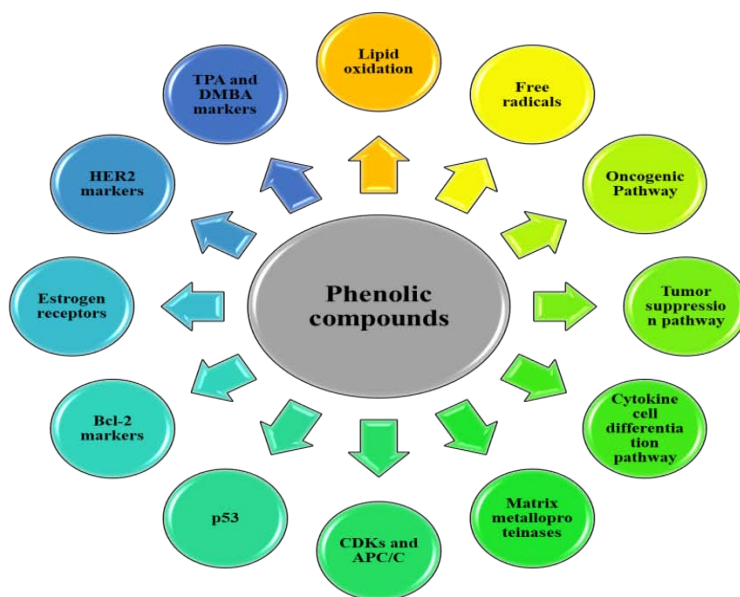 Lipid
oxidation
Free
radicals
Oncogenic
Pathway
Tumor
suppressio
n pathway
Cytokine
cell
differentia
tion
pathway
Matrix
metallopro
teinases
CDKs and
APC/C
p53
Bcl-2
markers
Estrogen
receptors
HER2
markers
TPA and
DMBA
markers
Phenolic
compounds